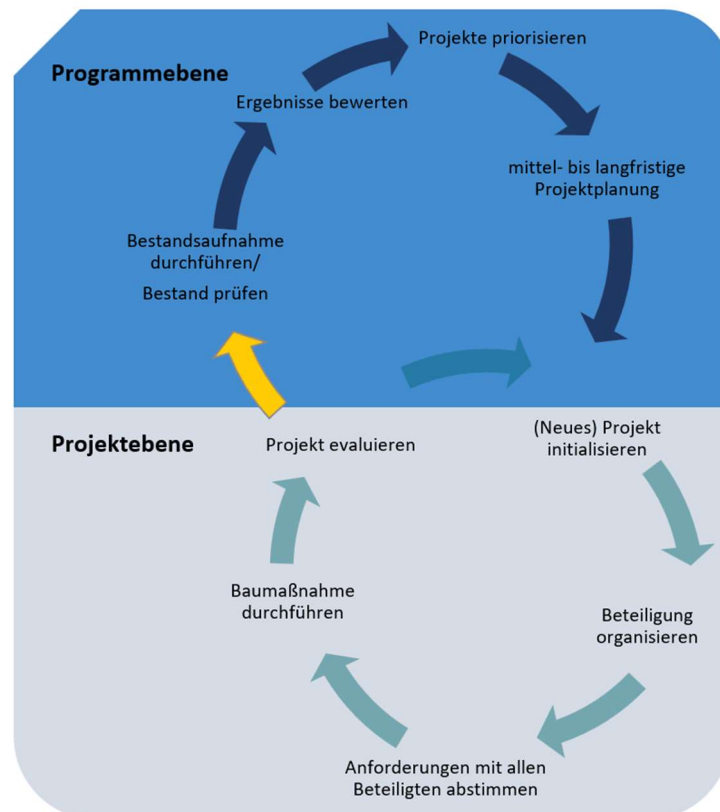 Programmebene
Projekte priorisieren
Ergebnisse bewerten
mittel- bis langfristige
Projektplanung
Bestandsaufnahme
durchführen/
Bestand prüfen
Projektebene
Projekt evaluieren
(Neues) Projekt
initialisieren
Baumaßnahme
durchführen
Beteiligung
organisieren
Anforderungen mit allen
Beteiligten abstimmen